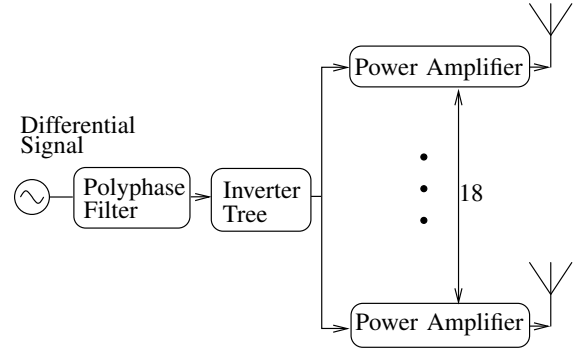 Differential
Signal
Polyphase
Filter
Inverter
Tree
Power Amplifier
18
Power Amplifier